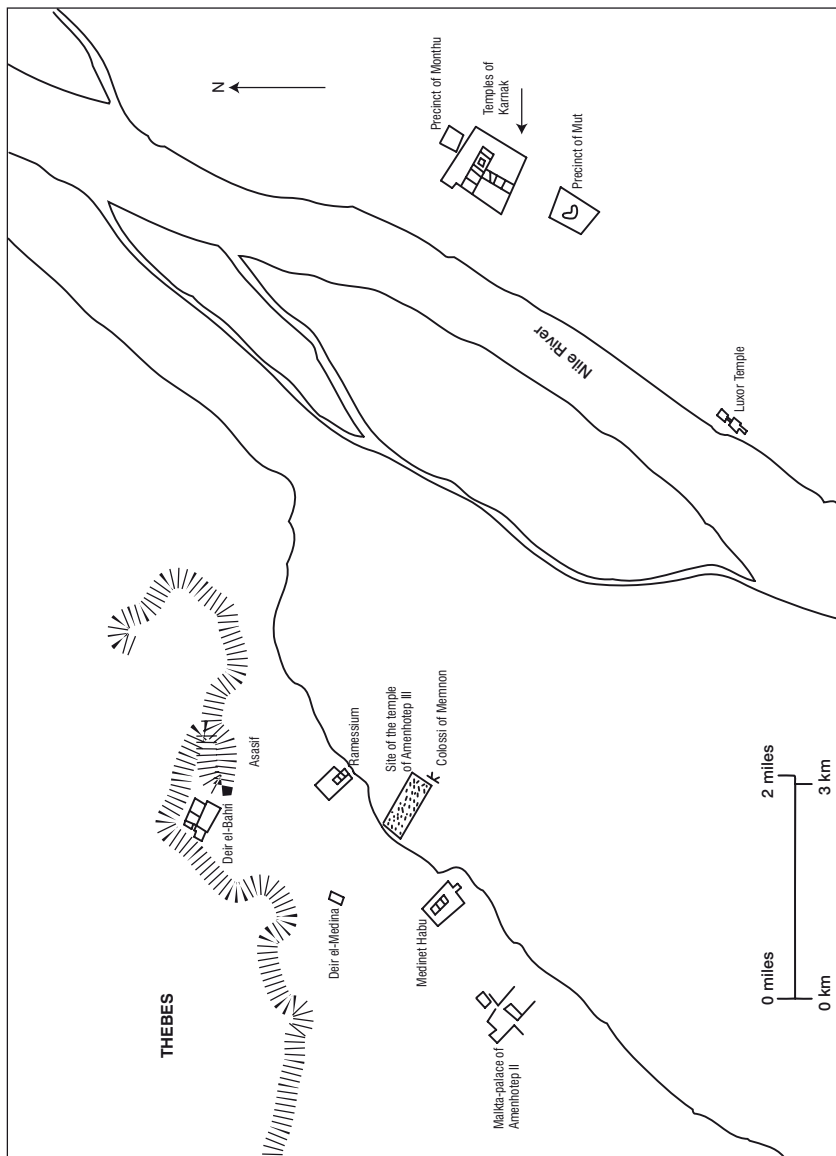 THEBES
N
Precinct of Monthu
Temples of
Karnak
Precinct of Mut
Nile River
Luxor Temple
Asasif
Deir el-Bahri
Deir el-Medina
Ramessium
Site of the temple
of Amenhotep III
Colossi of Memnon
Medinet Habu
Malkta-palace of
Amenhotep II
0 miles
2 miles
0 km
3 km